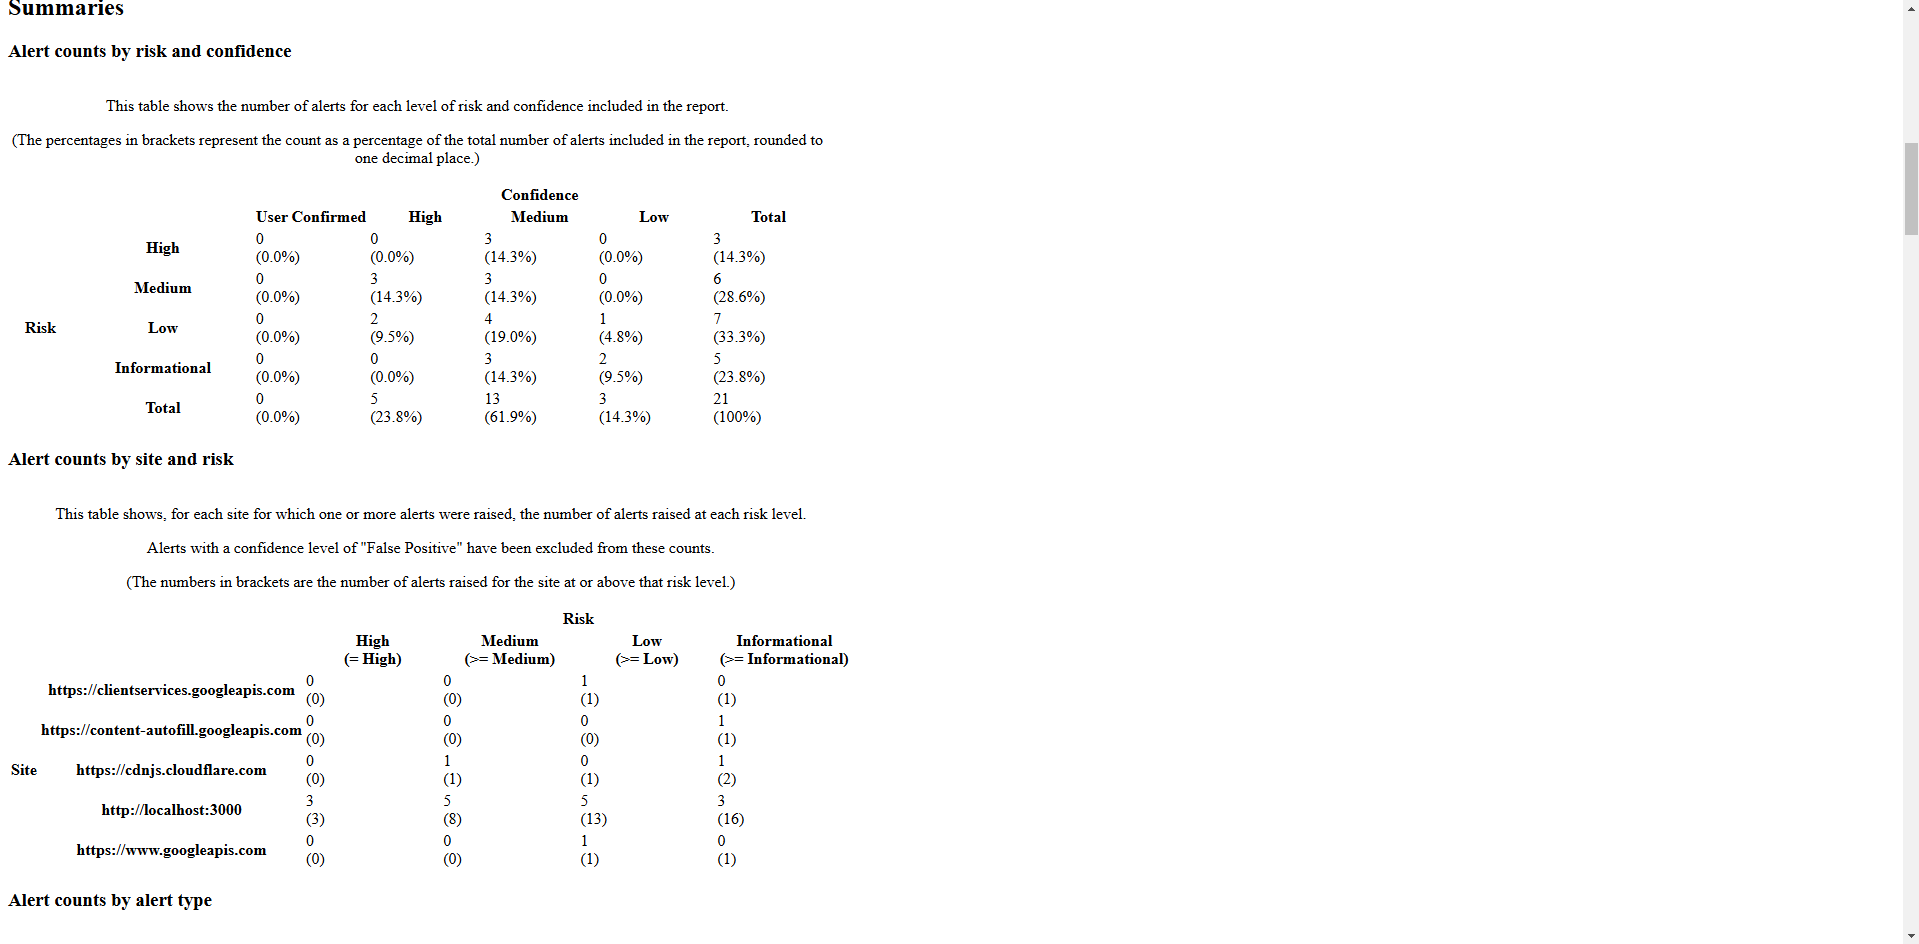 Summaries
Alert counts by risk and confidence
This table shows the number of alerts for each level of risk and confidence included in the report.
(The percentages in brackets represent the count as a percentage of the total number of alerts included in the report, rounded to
one decimal place.)
Confidence
User Confirmed High Medium Low Total
High 0 0 3 0 3
(0.0%) (0.0%) (14.3%) (0.0%) (14.3%)
Medium 0 3 3 0 6
(0.0%) (14.3%) (14.3%) (0.0%) (28.6%)
Risk Low 0 2 4 1 7
(0.0%) (9.5%) (19.0%) (4.8%) (33.3%)
Informational 0 0 3 2 5
(0.0%) (0.0%) (14.3%) (9.5%) (23.8%)
Total 0 5 13 3 21
(0.0%) (23.8%) (61.9%) (14.3%) (100%)
Alert counts by site and risk
This table shows, for each site for which one or more alerts were raised, the number of alerts raised at each risk level.
Alerts with a confidence level of "False Positive" have been excluded from these counts.
(The numbers in brackets are the number of alerts raised for the site at or above that risk level.)
Risk
High Medium Low Informational
(= High) (>= Medium) (>= Low) (>= Informational)
https://clientservices.googleapis.com 0 0 1 0
(0) (0) (1) (1)
https://content-autofill.googleapis.com 0 0 0 1
(0) (0) (0) (1)
Site https://cdnjs.cloudflare.com 0 1 0 1
(0) (1) (1) (2)
http://localhost:3000 3 5 5 3
(3) (8) (13) (16)
https://www.googleapis.com 0 0 1 0
(0) (0) (1) (1)
Alert counts by alert type